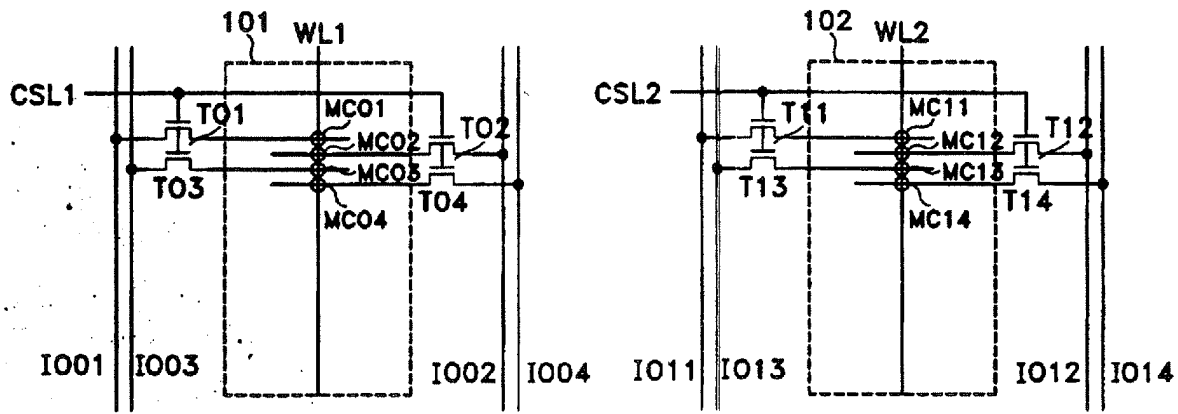 101 WL1
CSL1
T01
MC01
MC02
T02
MC03
T03
T04
MC04
IO01 IO03
IO02 IO04
102 WL2
CSL2
T11
MC11
MC12
T12
MC13
T13
T14
MC14
IO11 IO13
IO12 IO14